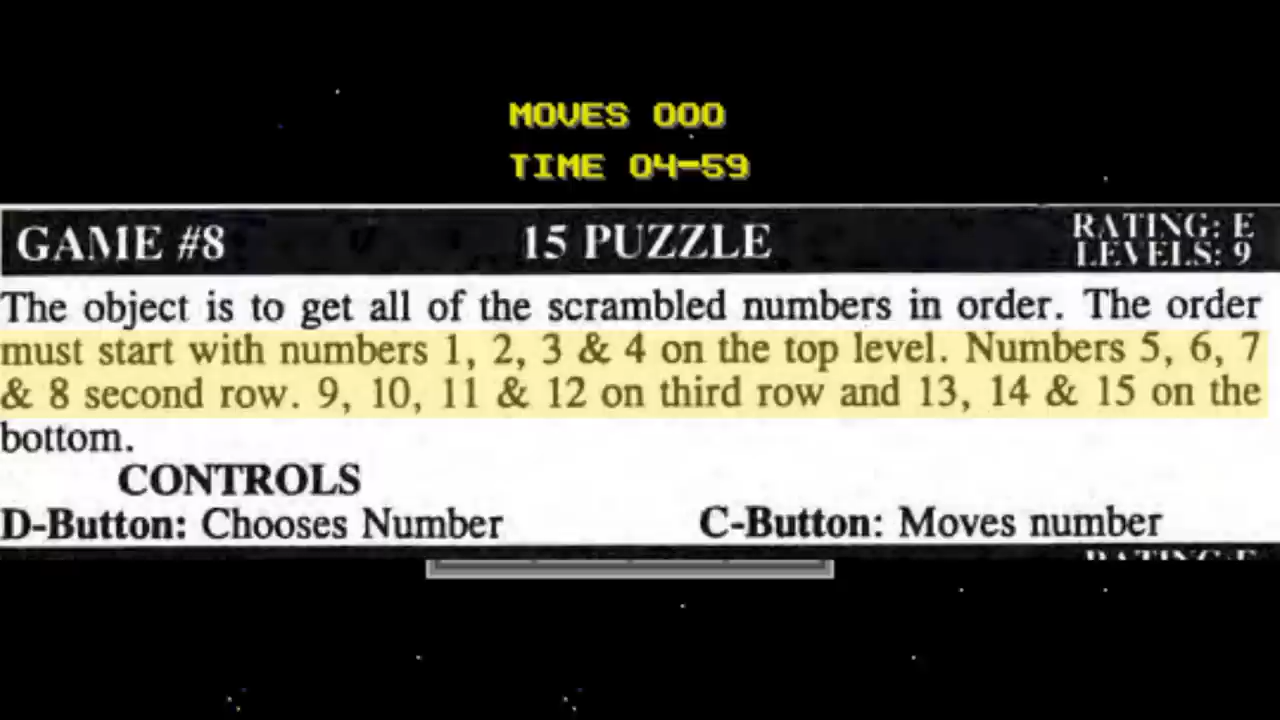 MOVES 000
TIME 04-59
GAME #8 15 PUZZLE RATING: E
LEVELS: 9
The object is to get all of the scrambled numbers in order. The order
must start with numbers 1, 2, 3 & 4 on the top level. Numbers 5, 6, 7
& 8 second row. 9, 10, 11 & 12 on third row and 13, 14 & 15 on the
bottom.
CONTROLS
D-Button: Chooses Number C-Button: Moves number
RATING: E